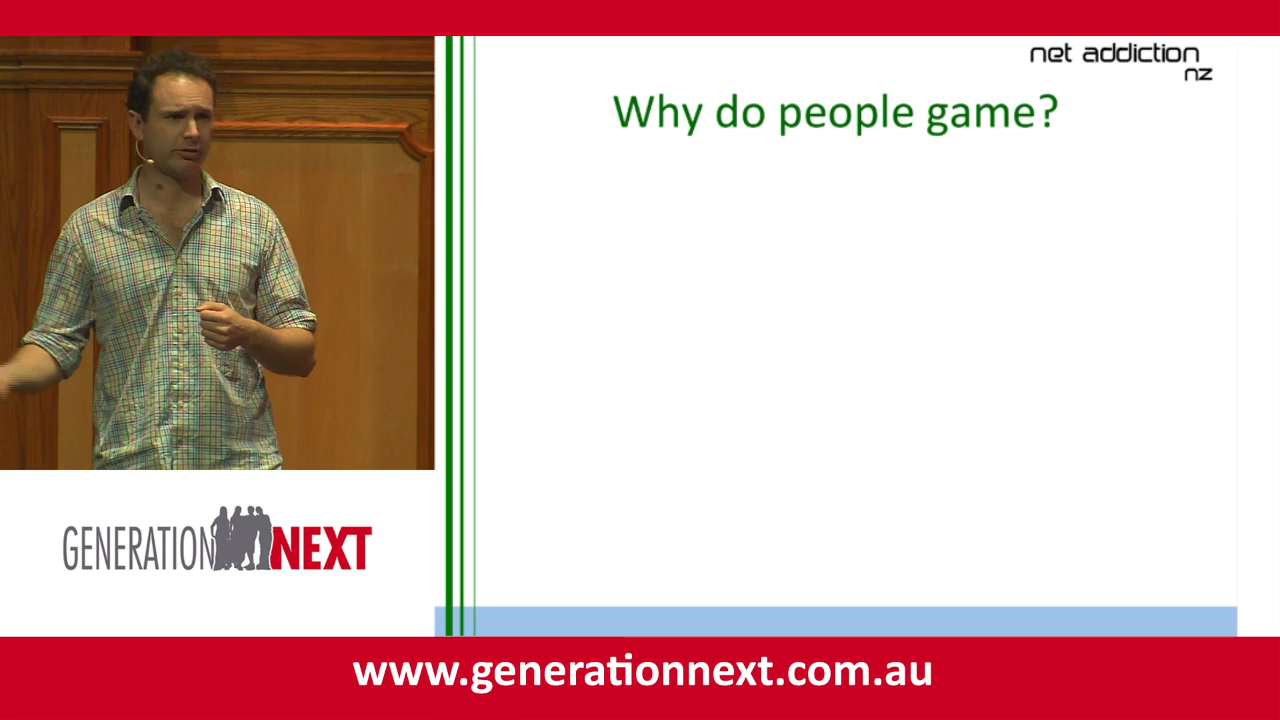 net addiction
nz
Why do people game?
GENERATION NEXT
www.generationnext.com.au